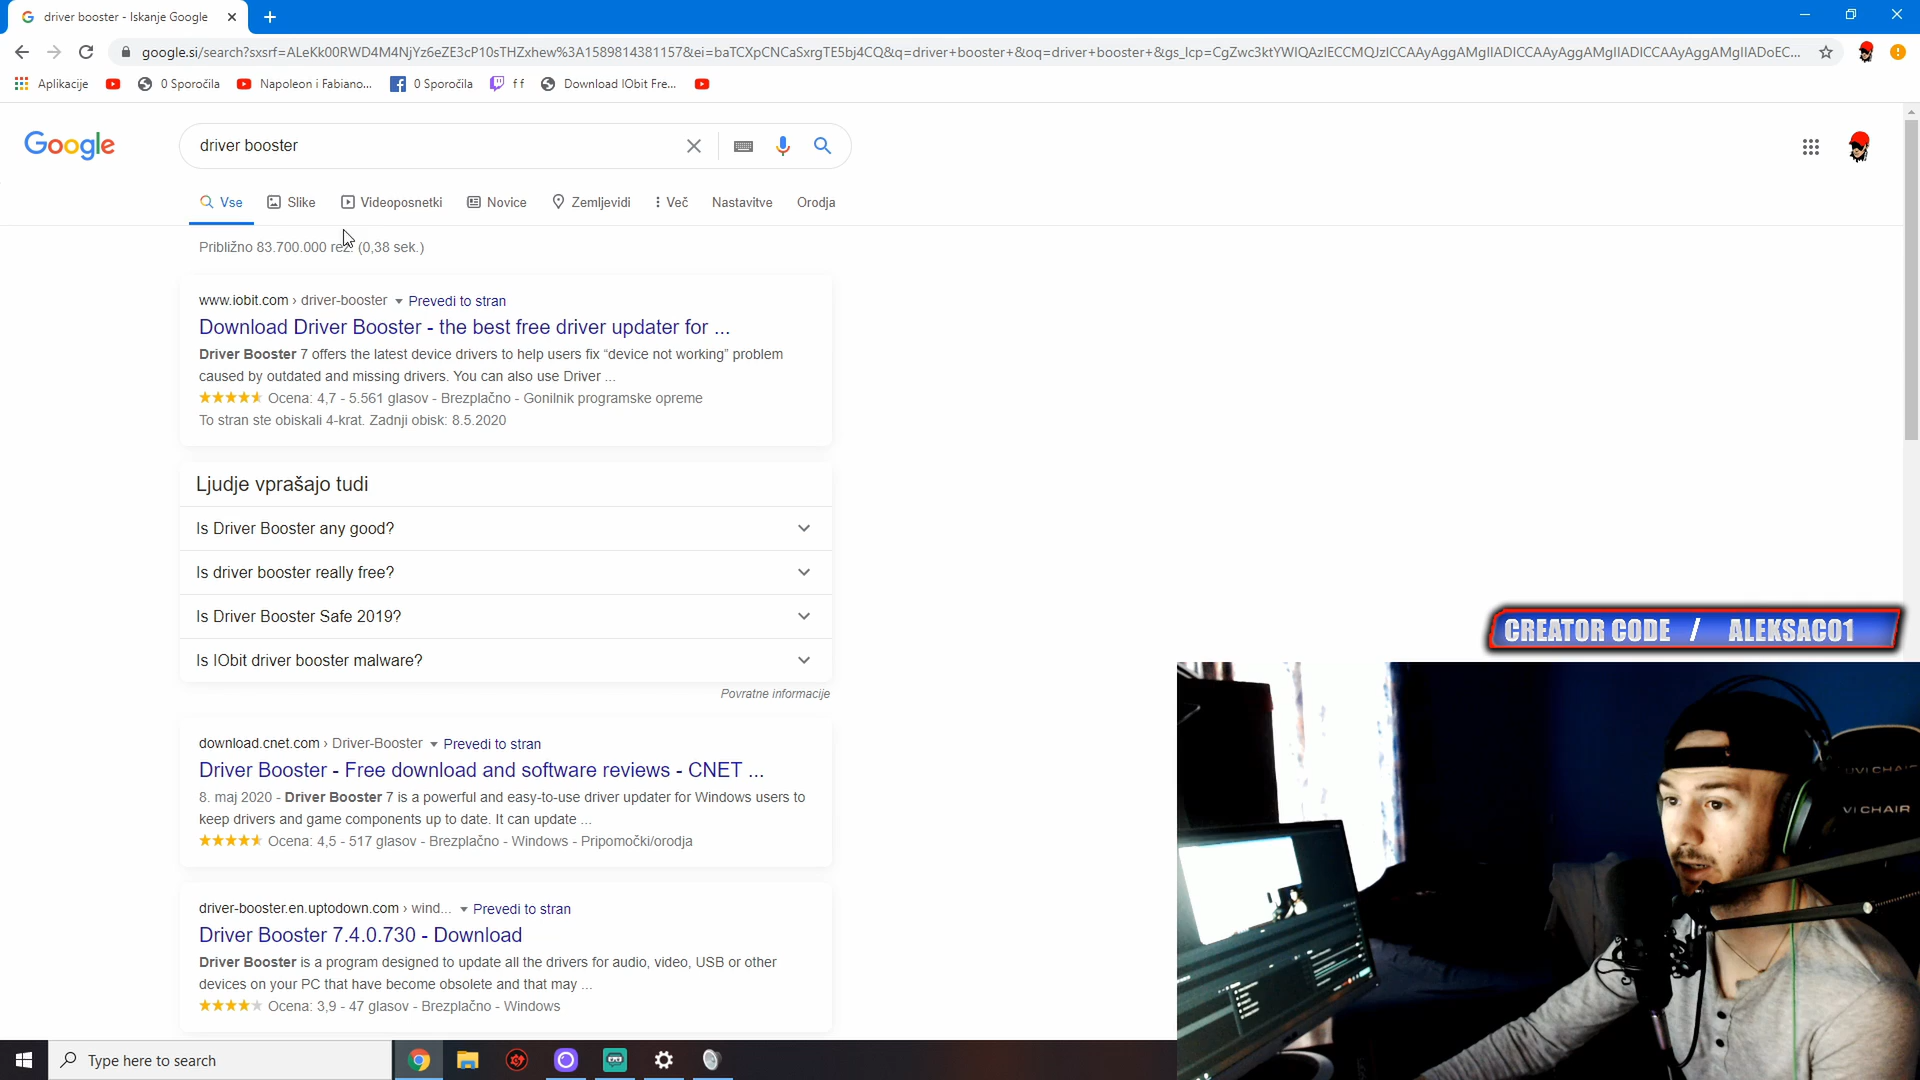 driver booster - Iskanje Google
google.si/search?sxsrf=ALeKk00RWD4M4NjYz6eZE3cP10sTHZxhew%3A1589814381157&ei=baTCXpCNCaSxrgTE5bj4CQ&q=driver+booster+&oq=driver+booster+&gs_lcp=CgZwc3ktYWIQAzIECCMQJzICCAAyAggAMgIIADICCAAyAggAMgIIADICCAAyAggAMgIIADoEC...
Aplikacije
0 Sporočila
Napoleon i Fabiano...
0 Sporočila
f f
Download IObit Fre...
Google
driver booster
Vse
Slike
Videoposnetki
Novice
Zemljevidi
Več
Nastavitve
Orodja
Približno 83.700.000 rez. (0,38 sek.)
www.iobit.com › driver-booster Prevedi to stran
Download Driver Booster - the best free driver updater for ...
Driver Booster 7 offers the latest device drivers to help users fix “device not working” problem
caused by outdated and missing drivers. You can also use Driver ...
Ocena: 4,7 - 5.561 glasov - Brezplačno - Gonilnik programske opreme
To stran ste obiskali 4-krat. Zadnji obisk: 8.5.2020
Ljudje vprašajo tudi
Is Driver Booster any good?
Is driver booster really free?
Is Driver Booster Safe 2019?
Is IObit driver booster malware?
Povratne informacije
download.cnet.com › Driver-Booster Prevedi to stran
Driver Booster - Free download and software reviews - CNET ...
8. maj 2020 - Driver Booster 7 is a powerful and easy-to-use driver updater for Windows users to
keep drivers and game components up to date. It can update ...
Ocena: 4,5 - 517 glasov - Brezplačno - Windows - Pripomočki/orodja
driver-booster.en.uptodown.com › wind... Prevedi to stran
Driver Booster 7.4.0.730 - Download
Driver Booster is a program designed to update all the drivers for audio, video, USB or other
devices on your PC that have become obsolete and that may ...
Ocena: 3,9 - 47 glasov - Brezplačno - Windows
CREATOR CODE / ALEKSAC01
UVI CHAIR
VI CHAIR
Type here to search